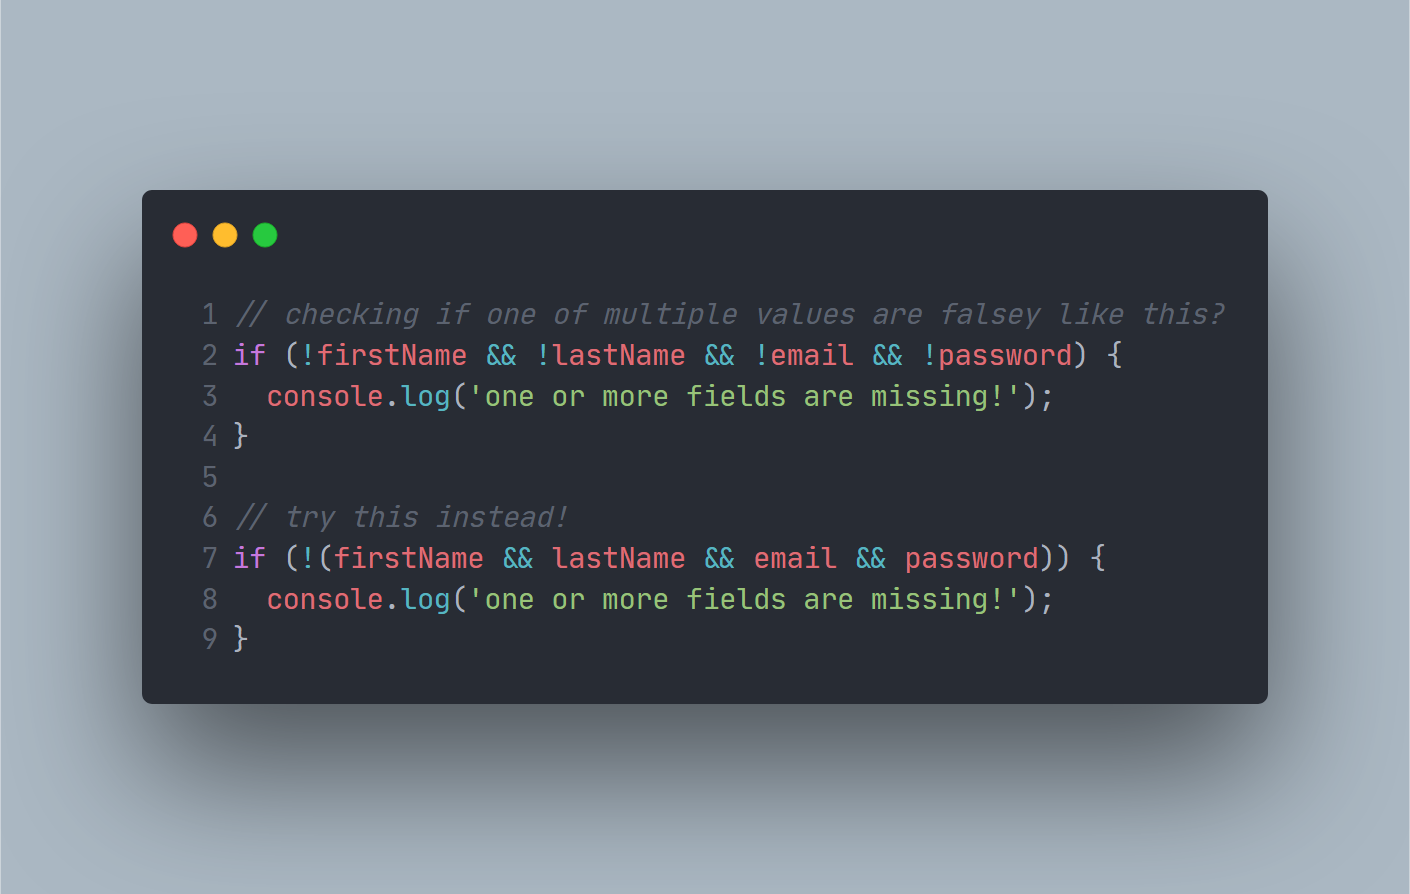 1 // checking if one of multiple values are falsey like this?
2 if (!firstName && !lastName && !email && !password) {
3   console.log('one or more fields are missing!');
4 }
5
6 // try this instead!
7 if (!(firstName && lastName && email && password)) {
8   console.log('one or more fields are missing!');
9 }